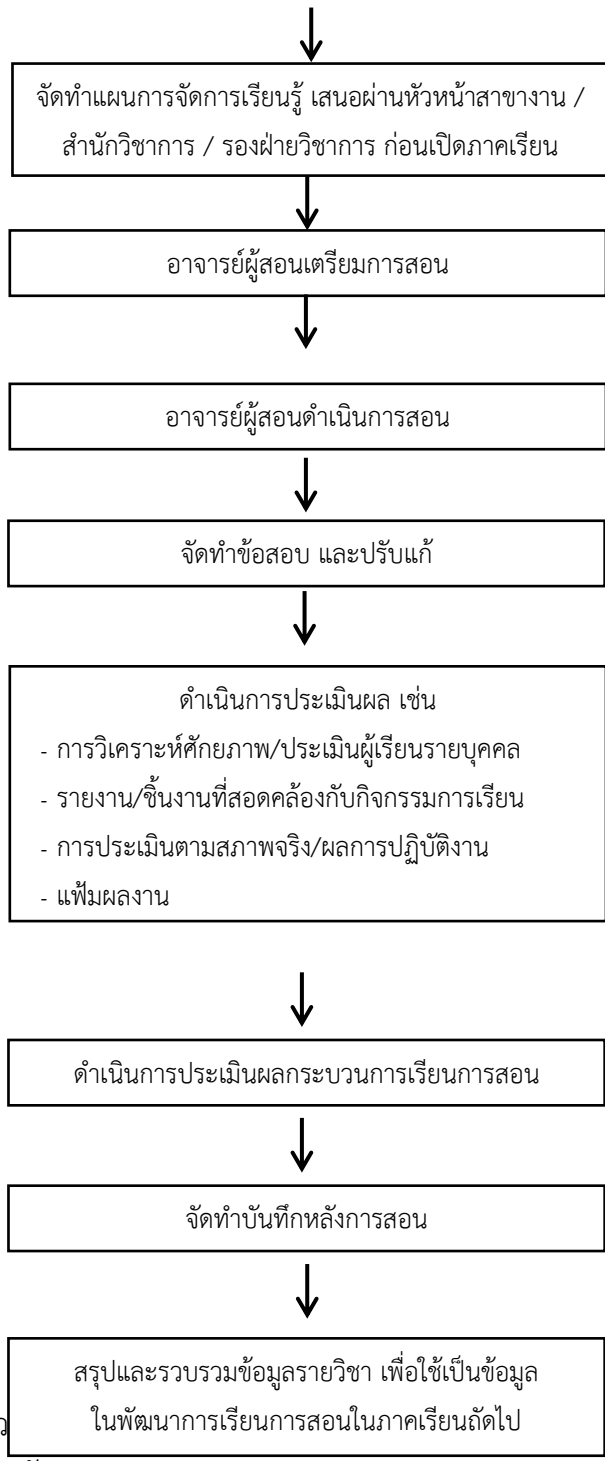 จัดทำแผนการจัดการเรียนรู้ เสนอผ่านหัวหน้าสาขางาน /
สำนักวิชาการ / รองฝ่ายวิชาการ ก่อนเปิดภาคเรียน
อาจารย์ผู้สอนเตรียมการสอน
อาจารย์ผู้สอนดำเนินการสอน
จัดทำข้อสอบ และปรับแก้
ดำเนินการประเมินผล เช่น
- การวิเคราะห์ศักยภาพ/ประเมินผู้เรียนรายบุคคล
- รายงาน/ชิ้นงานที่สอดคล้องกับกิจกรรมการเรียน
- การประเมินตามสภาพจริง/ผลการปฏิบัติงาน
- แฟ้มผลงาน
ดำเนินการประเมินผลกระบวนการเรียนการสอน
จัดทำบันทึกหลังการสอน
สรุปและรวบรวมข้อมูลรายวิชา เพื่อใช้เป็นข้อมูล
ในพัฒนาการเรียนการสอนในภาคเรียนถัดไป